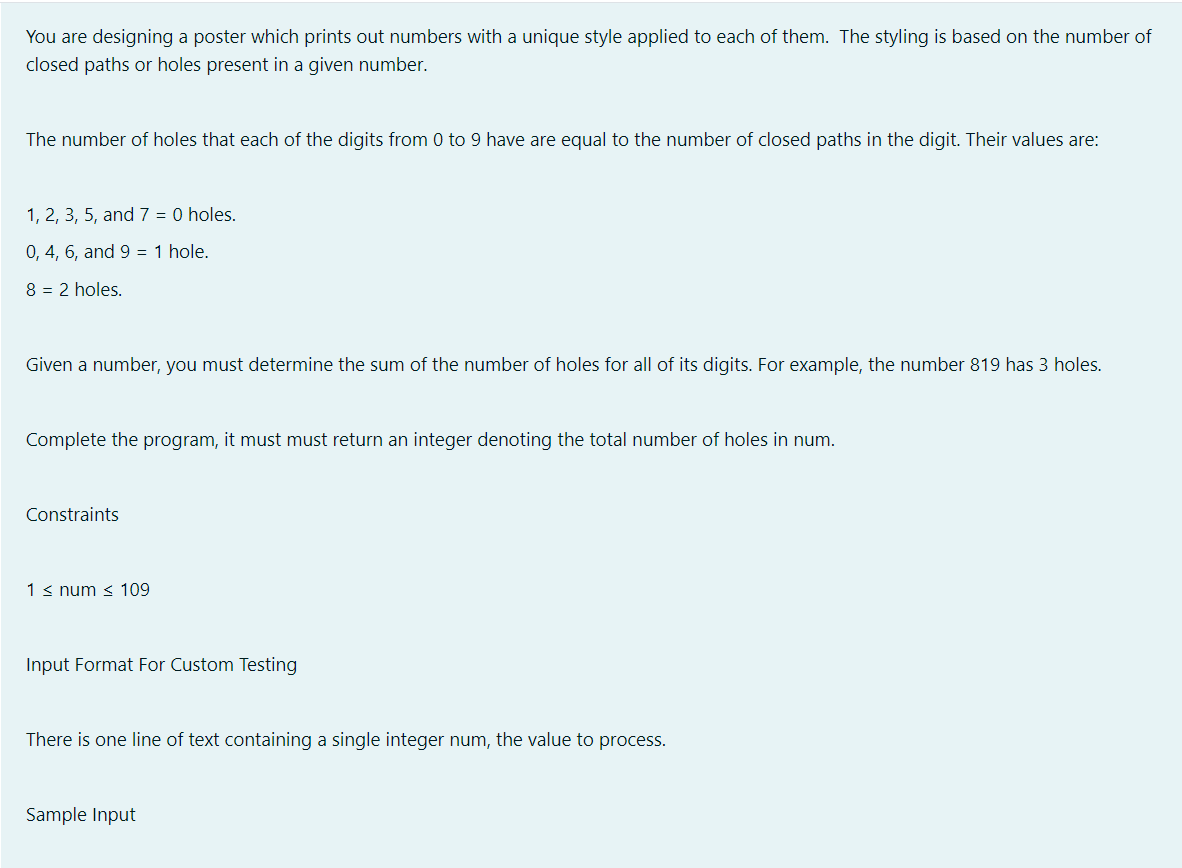 You are designing a poster which prints out numbers with a unique style applied to each of them.  The styling is based on the number of
closed paths or holes present in a given number.
The number of holes that each of the digits from 0 to 9 have are equal to the number of closed paths in the digit. Their values are:
1, 2, 3, 5, and 7 = 0 holes.
0, 4, 6, and 9 = 1 hole.
8 = 2 holes.
Given a number, you must determine the sum of the number of holes for all of its digits. For example, the number 819 has 3 holes.
Complete the program, it must must return an integer denoting the total number of holes in num.
Constraints
1 ≤ num ≤ 109
Input Format For Custom Testing
There is one line of text containing a single integer num, the value to process.
Sample Input